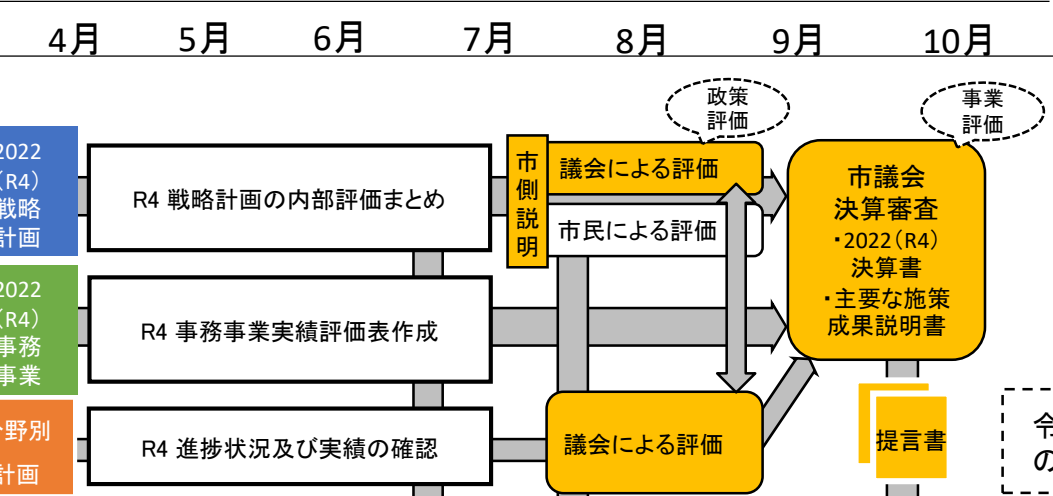 4月 5月 6月 7月 8月 9月 10月
政策
評価
事業
評価
2022
(R4)
戦略
計画
R4 戦略計画の内部評価まとめ
市側説明
議会による評価
市民による評価
市議会
決算審査
・2022(R4)
決算書
・主要な施策
成果説明書
2022
(R4)
事務
事業
R4 事務事業実績評価表作成
野別
計画
R4 進捗状況及び実績の確認
議会による評価
提言書
令
の